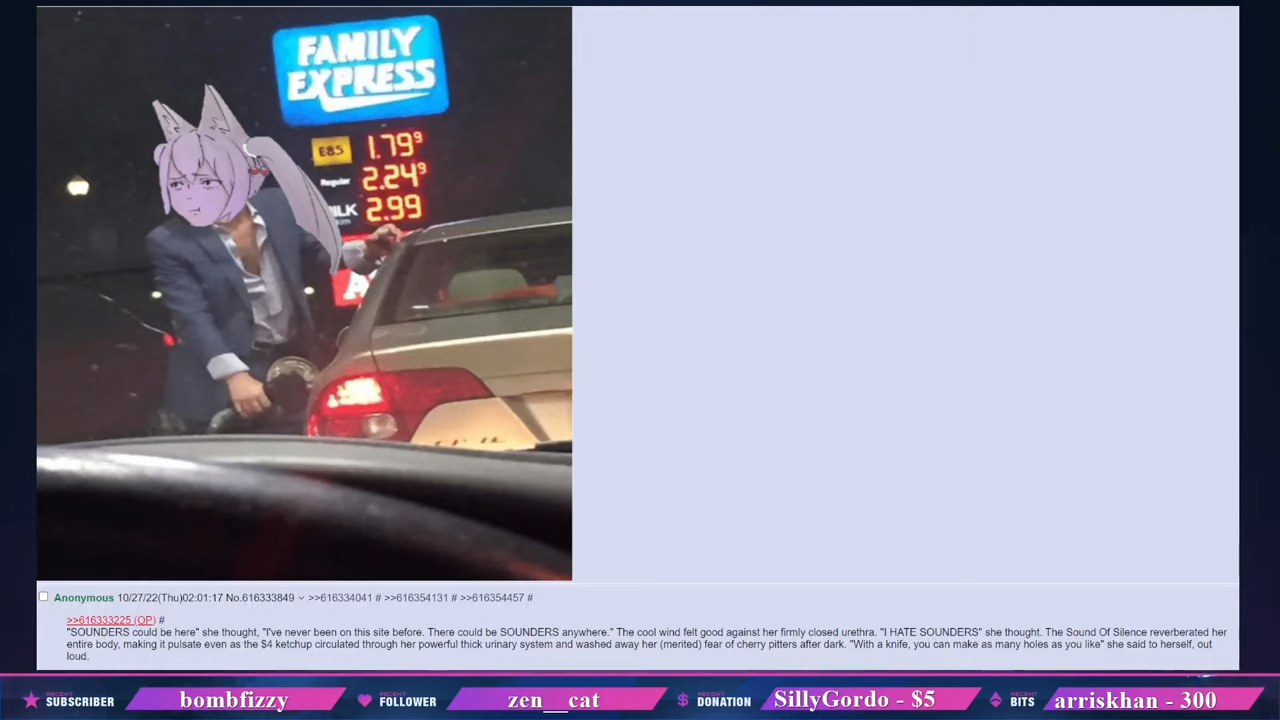 FAMILY
EXPRESS
E85 1.79⁹
Regular 2.24⁹
2.99
Anonymous 10/27/22(Thu)02:01:17 No.616333849 >>616334041 # >>616354131 # >>616354457 #
>>616333225 (OP) #
"SOUNDERS could be here" she thought, "I've never been on this site before. There could be SOUNDERS anywhere." The cool wind felt good against her firmly closed urethra. "I HATE SOUNDERS" she thought. The Sound Of Silence reverberated her
entire body, making it pulsate even as the $4 ketchup circulated through her powerful thick urinary system and washed away her (merited) fear of cherry pitters after dark. "With a knife, you can make as many holes as you like" she said to herself, out
loud.
RECENT SUBSCRIBER bombfizzy RECENT FOLLOWER zen__cat RECENT DONATION SillyGordo - $5 RECENT BITS arriskhan - 300